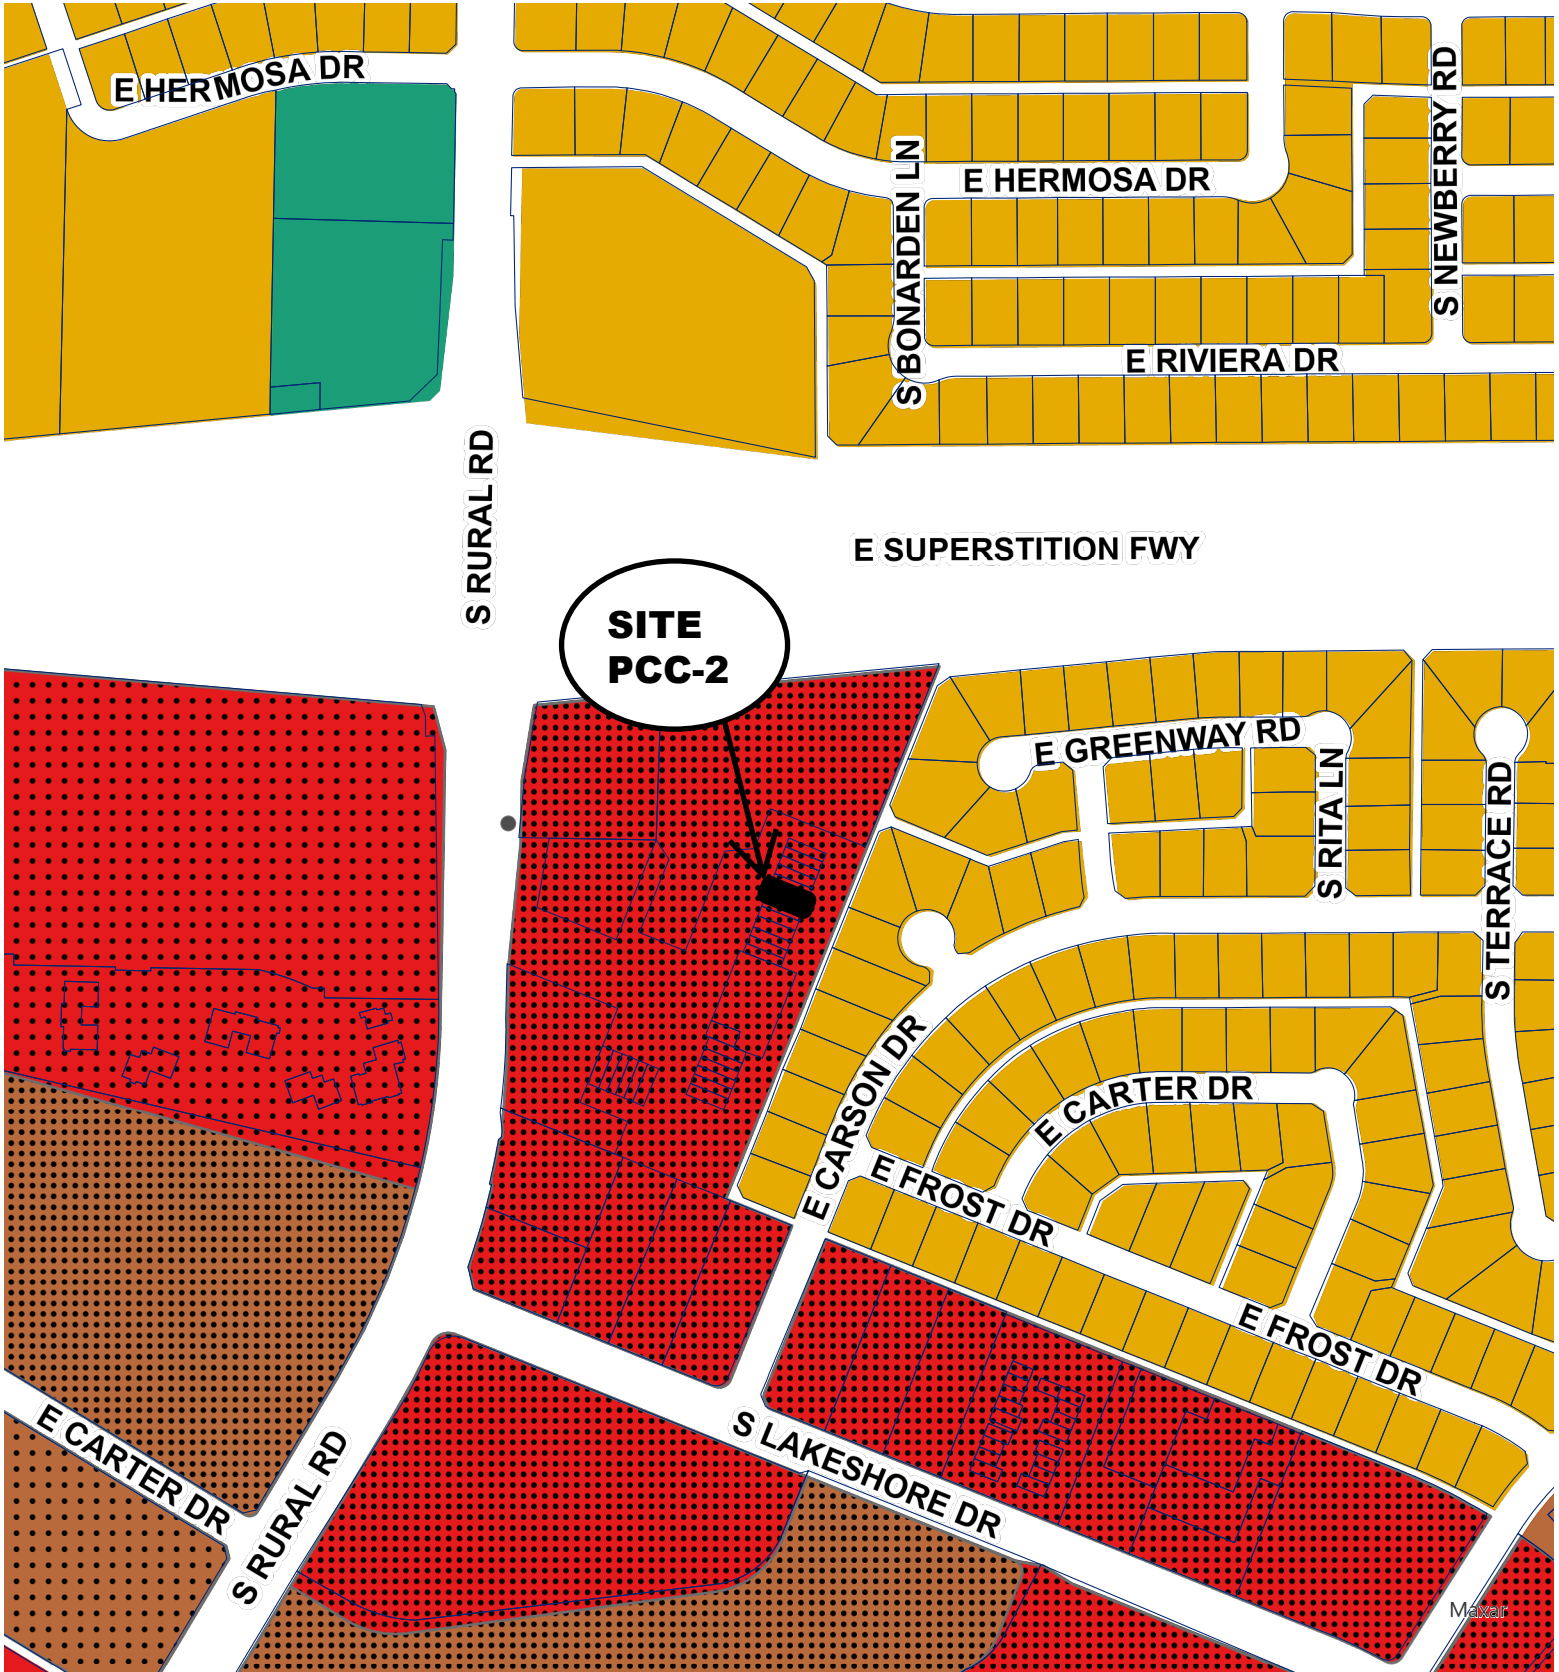 E HERMOSA DR
S NEWBERRY RD
S BONARDEN LN
E HERMOSA DR
E RIVIERA DR
S RURAL RD
E SUPERSTITION FWY
SITE
PCC-2
E GREENWAY RD
S RITA LN
S TERRACE RD
E CARSON DR
E CARTER DR
E FROST DR
E FROST DR
E CARTER DR
S RURAL RD
S LAKESHORE DR
Maxar